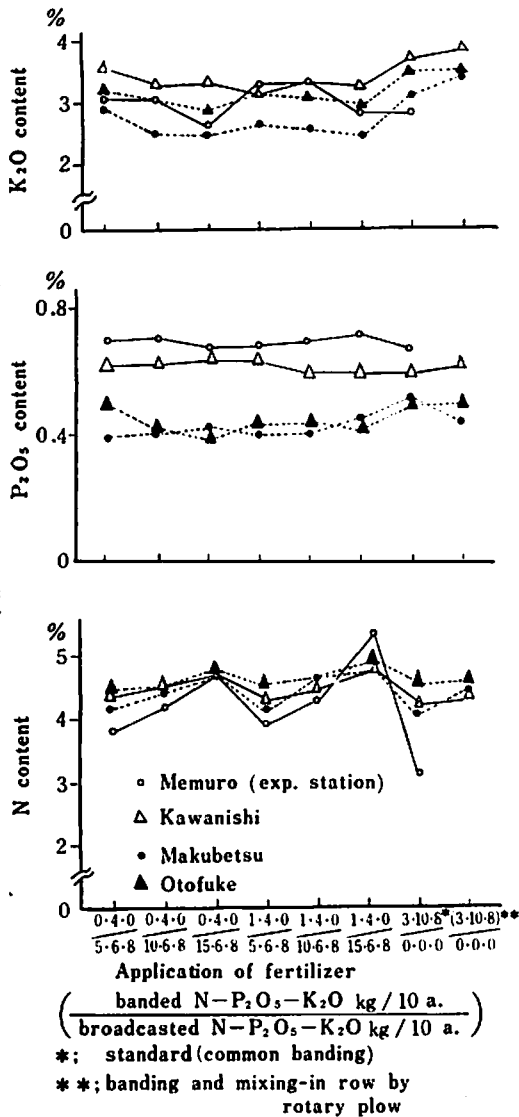 %
4
3
2
0
K₂O content
%
0.8
0.4
0
P₂O₅ content
%
5
4
3
2
0
N content
Memuro (exp. station)
Kawanishi
Makubetsu
Otofuke
0·4·0 0·4·0 0·4·0 1·4·0 1·4·0 1·4·0 3·10·8* (3·10·8)**
5·6·8 10·6·8 15·6·8 5·6·8 10·6·8 15·6·8 0·0·0 0·0·0
Application of fertilizer
banded N-P₂O₅-K₂O kg/10 a.
broadcasted N-P₂O₅-K₂O kg/10 a.
*; standard (common banding)
**; banding and mixing-in row by
rotary plow